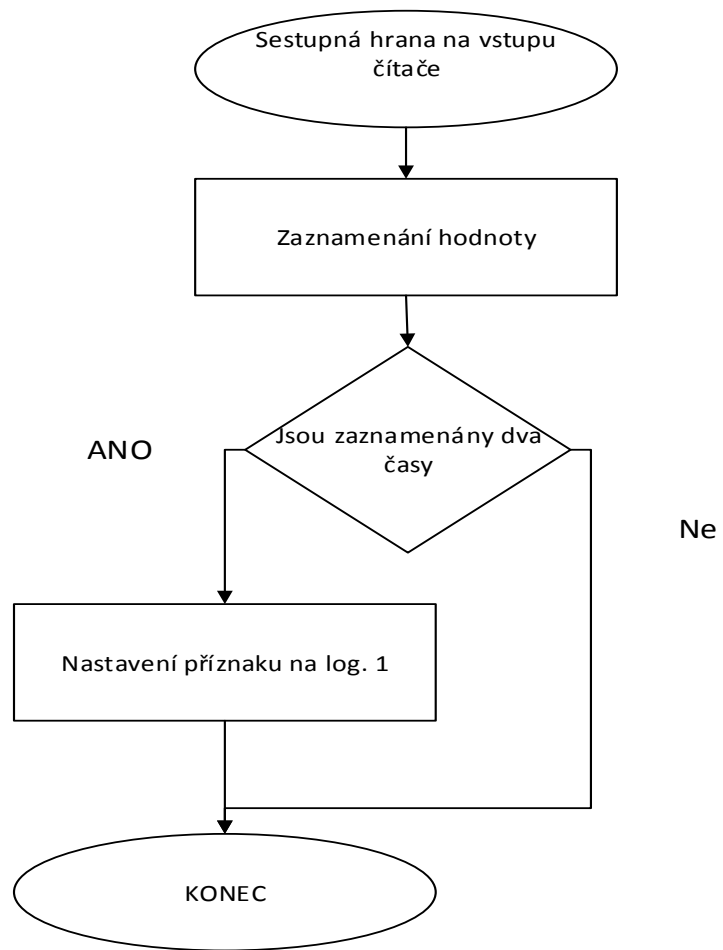 Sestupná hrana na vstupu
čítače
Zaznamenání hodnoty
Jsou zaznamenány dva
časy
ANO
Ne
Nastavení příznaku na log. 1
KONEC